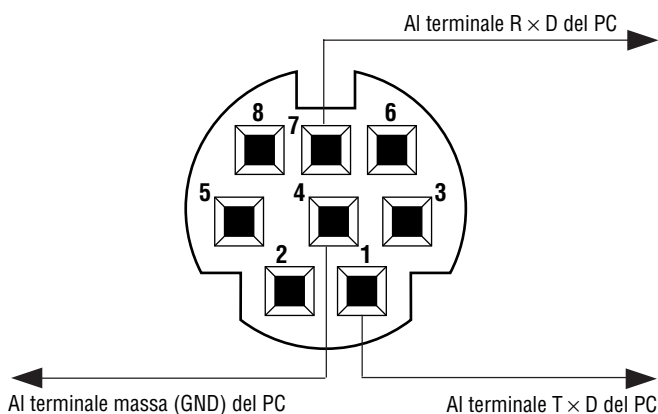 Al terminale R × D del PC
8 7 6
5 4 3
2 1
Al terminale massa (GND) del PC
Al terminale T × D del PC